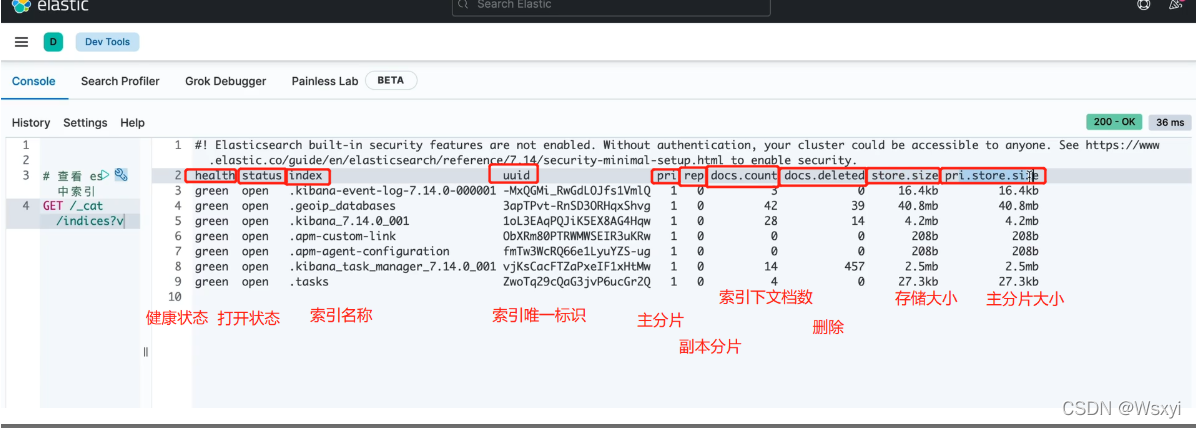 elastic
Search Elastic
D Dev Tools
Console Search Profiler Grok Debugger Painless Lab BETA
History Settings Help 200 - OK 36 ms
1
2
3 # 查看 es
中索引
4 GET /_cat
/indices?v
1 #! Elasticsearch built-in security features are not enabled. Without authentication, your cluster could be accessible to anyone. See https://www
.elastic.co/guide/en/elasticsearch/reference/7.14/security-minimal-setup.html to enable security.
2 health status index uuid pri rep docs.count docs.deleted store.size pri.store.size
3 green open .kibana-event-log-7.14.0-000001 -MxQGMi_RwGdLOJfs1VmlQ 1 0 3 0 16.4kb 16.4kb
4 green open .geoip_databases 3apTPvt-RnSD3ORHqxShvg 1 0 42 39 40.8mb 40.8mb
5 green open .kibana_7.14.0_001 1oL3EAqPQJiK5EX8AG4Hqw 1 0 28 14 4.2mb 4.2mb
6 green open .apm-custom-link ObXRm80PTRWMWSEIR3uKRw 1 0 0 0 208b 208b
7 green open .apm-agent-configuration fmTw3WcRQ66e1LyuYZS-ug 1 0 0 0 208b 208b
8 green open .kibana_task_manager_7.14.0_001 vjKsCacFTZaPxeIF1xHtMw 1 0 14 457 2.5mb 2.5mb
9 green open .tasks ZwoTq29cQaG3jvP6ucGr2Q 1 0 4 0 27.3kb 27.3kb
10
健康状态 打开状态 索引名称 索引唯一标识 主分片 副本分片 索引下文档数 删除 存储大小 主分片大小
CSDN @Wsxyi